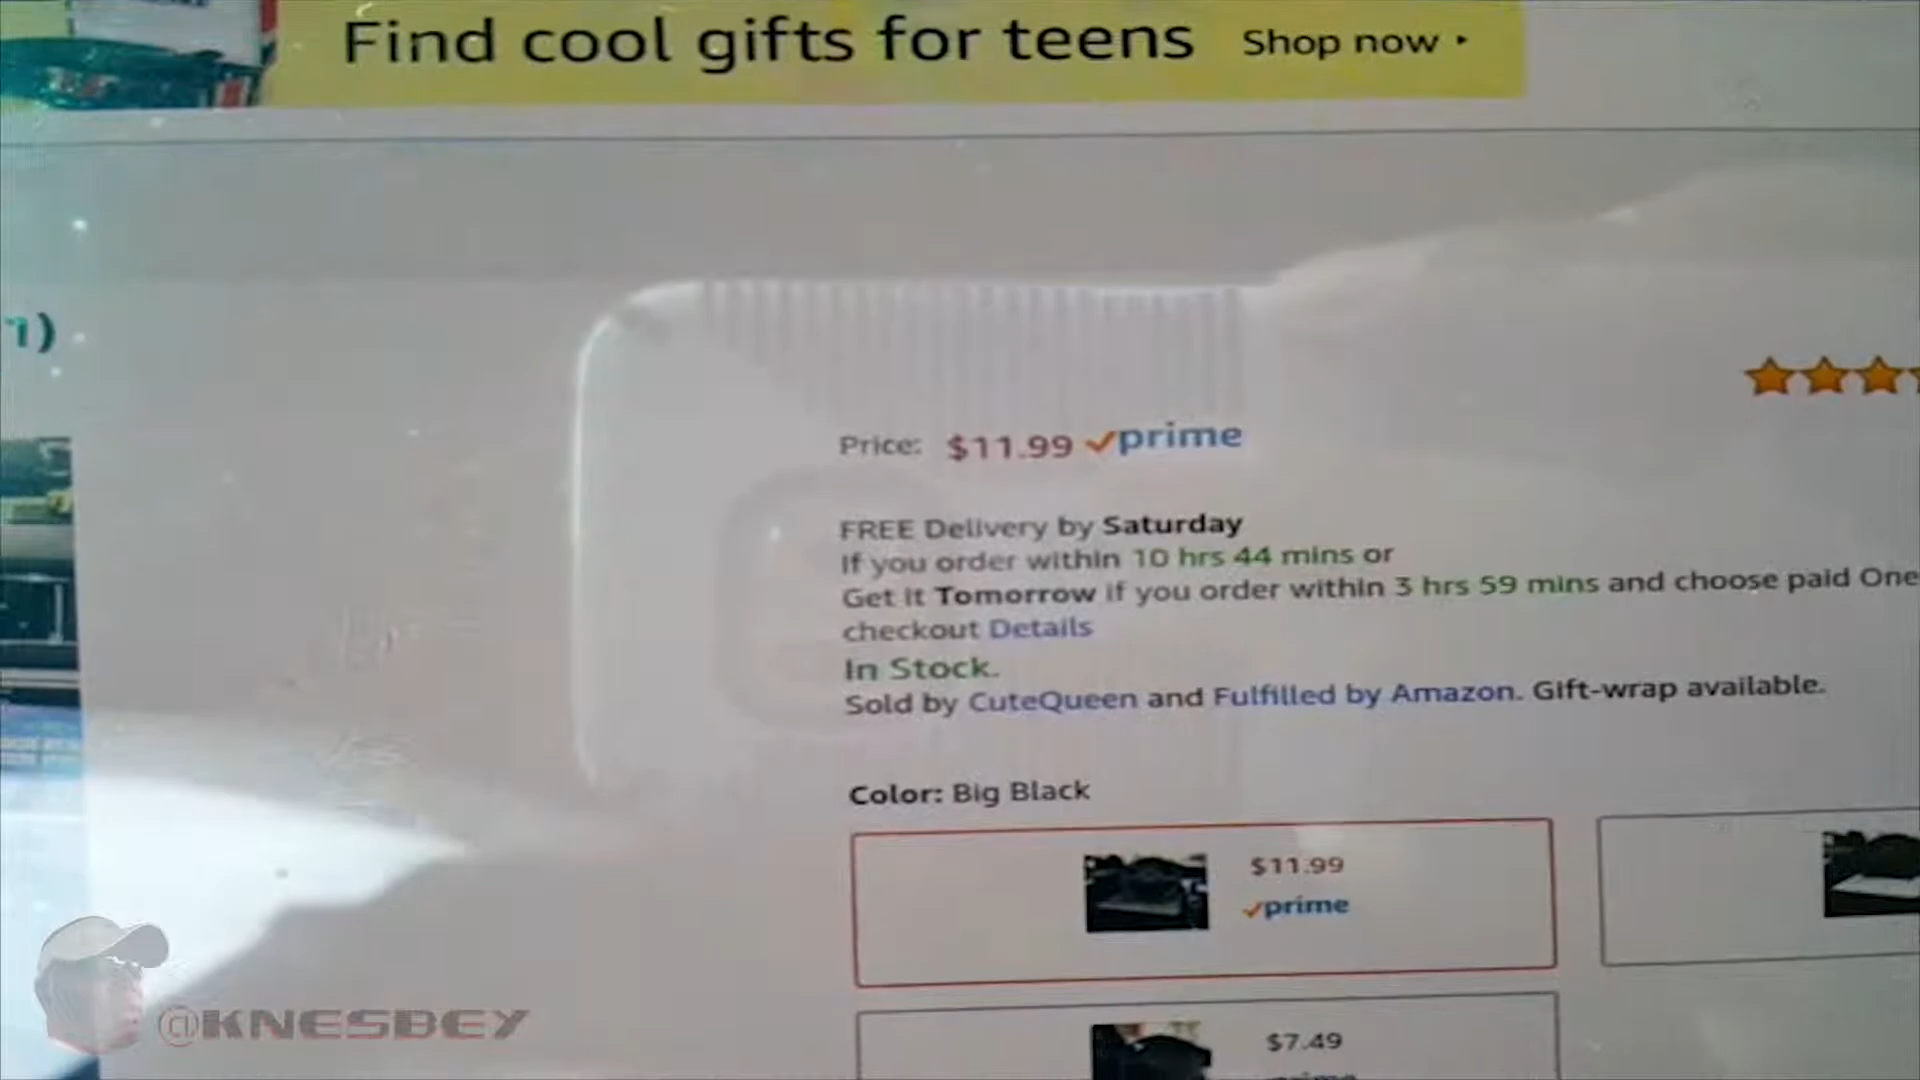 Find cool gifts for teens Shop now
Price: $11.99 prime
FREE Delivery by Saturday
If you order within 10 hrs 44 mins or
Get it Tomorrow if you order within 3 hrs 59 mins and choose paid One
checkout Details
In Stock.
Sold by CuteQueen and Fulfilled by Amazon. Gift-wrap available.
Color: Big Black
$11.99
prime
$7.49
prime
@KNESBEY